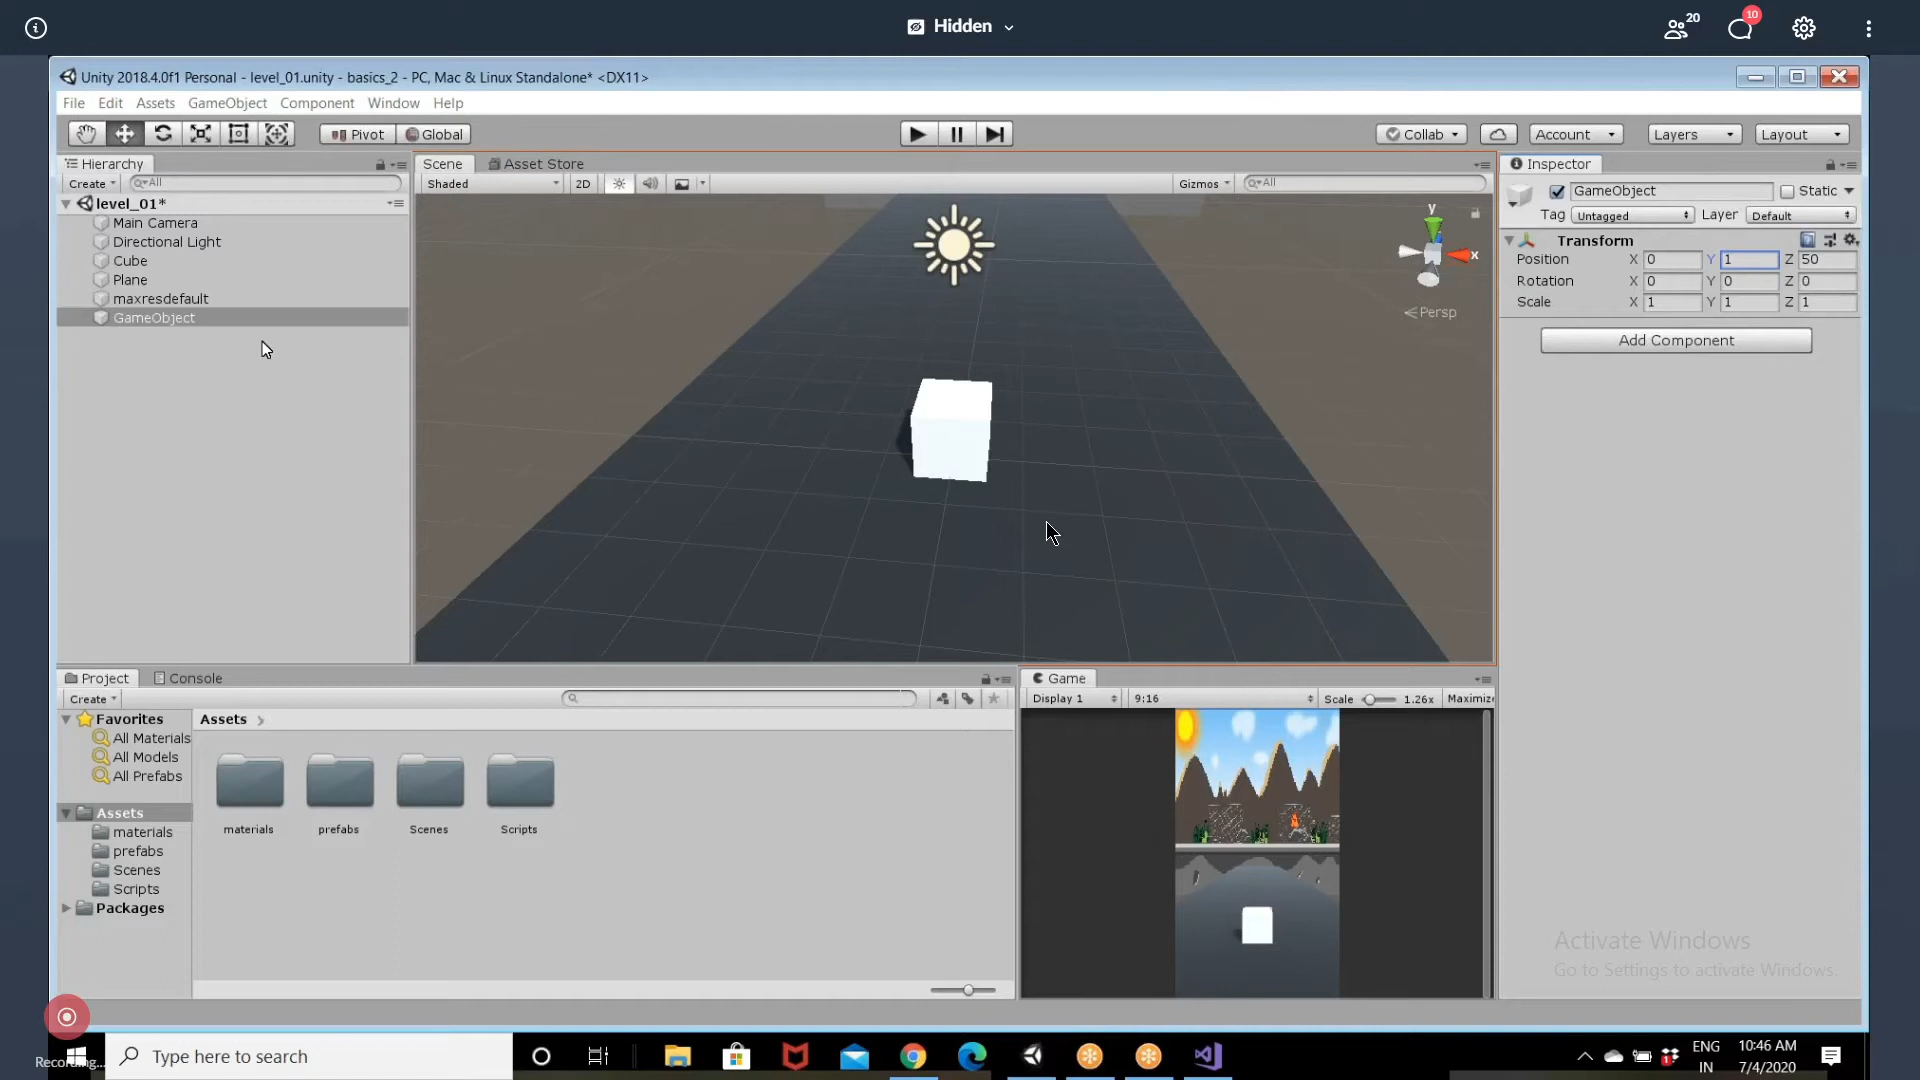 Hidden
20
10
Unity 2018.4.0f1 Personal - level_01.unity - basics_2 - PC, Mac & Linux Standalone* <DX11>
File Edit Assets GameObject Component Window Help
Pivot Global
Collab Account Layers Layout
Hierarchy
Create All
level_01*
Main Camera
Directional Light
Cube
Plane
maxresdefault
GameObject
Scene Asset Store
Shaded 2D Gizmos All
y
x
Persp
Inspector
GameObject Static
Tag Untagged Layer Default
Transform
Position X 0 Y 1 Z 50
Rotation X 0 Y 0 Z 0
Scale X 1 Y 1 Z 1
Add Component
Project Console
Create
Favorites
All Materials
All Models
All Prefabs
Assets
materials
prefabs
Scenes
Scripts
Packages
Assets
materials prefabs Scenes Scripts
Game
Display 1 9:16 Scale 1.26x Maximiz
Activate Windows
Go to Settings to activate Windows.
Recording...
Type here to search
ENG
IN
10:46 AM
7/4/2020